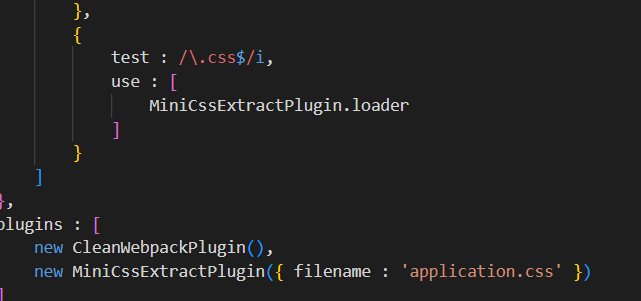 },
{
test : /\.css$/i,
use : [
MiniCssExtractPlugin.loader
]
}
]
},
plugins : [
new CleanWebpackPlugin(),
new MiniCssExtractPlugin({ filename : 'application.css' })
]